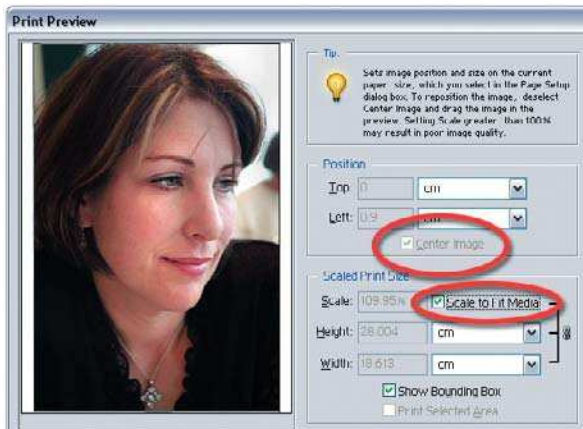 Print Preview
Tip
Sets image position and size on the current
paper size, which you select in the Page Setup
dialog box. To reposition the image, deselect
Center Image and drag the image in the
preview. Setting Scale greater than 100%
may result in poor image quality.
Position
Top: 0 cm
Left: 0.9 cm
Center Image
Scaled Print Size
Scale: 109.95% Scale to Fit Media
Height: 28.004 cm
Width: 18.613 cm
Show Bounding Box
Print Selected Area